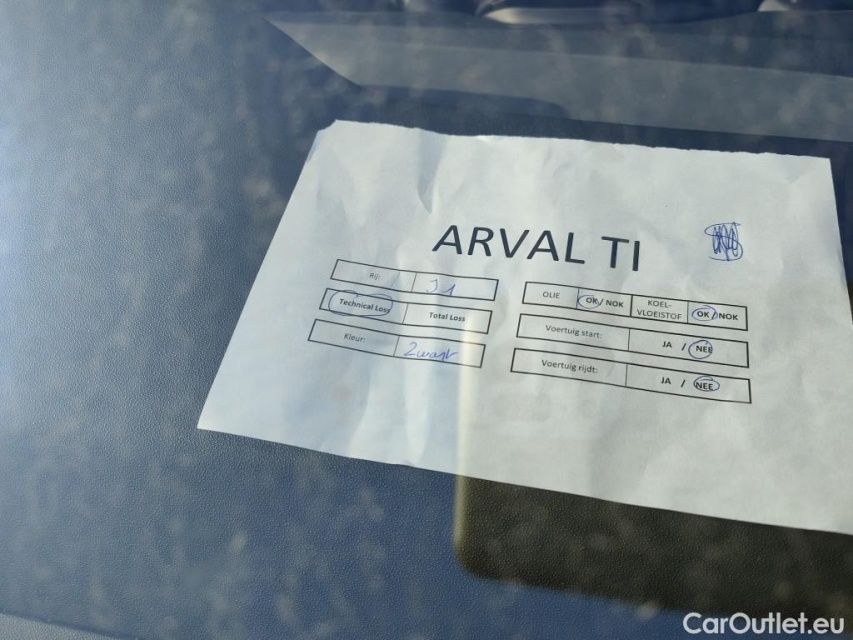 ARVAL TI
Rij: J1
Technical Loss Total Loss
Kleur: Zwart
OLIE OK / NOK KOEL-VLOEISTOF OK / NOK
Voertuig start: JA / NEE
Voertuig rijdt: JA / NEE
CarOutlet.eu